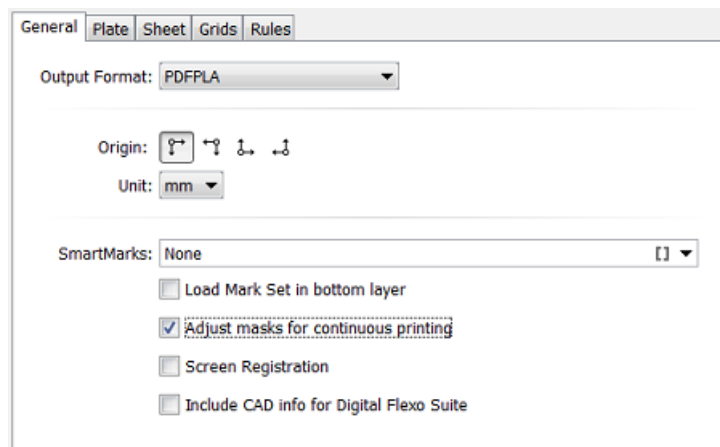 General Plate Sheet Grids Rules
Output Format: PDFPLA
Origin:
Unit: mm
SmartMarks: None []
Load Mark Set in bottom layer
Adjust masks for continuous printing
Screen Registration
Include CAD info for Digital Flexo Suite